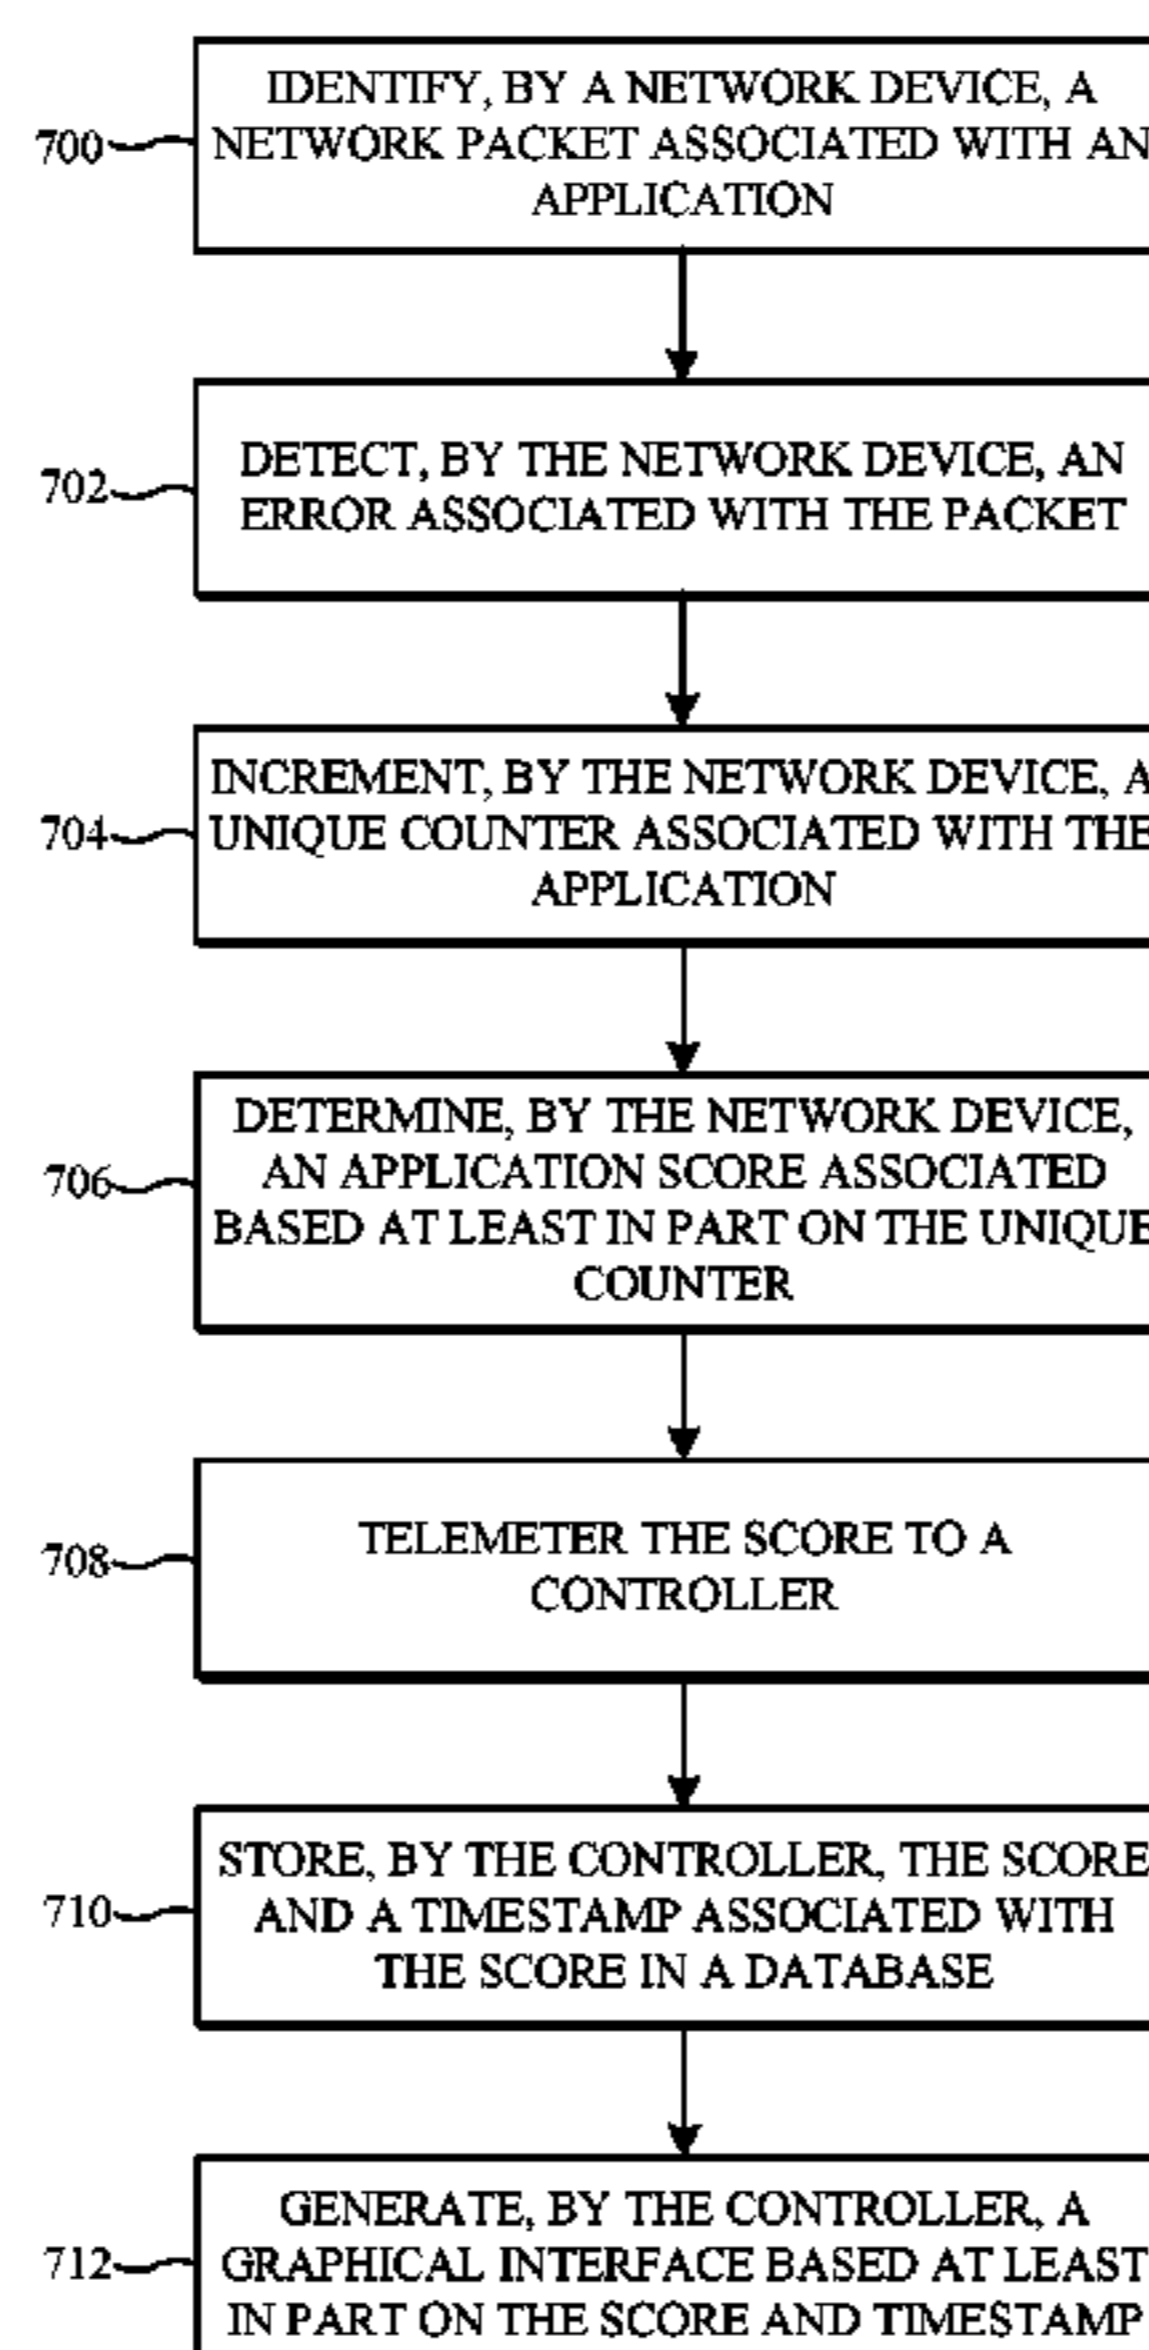 IDENTIFY, BY A NETWORK DEVICE, A
700
NETWORK PACKET ASSOCIATED WITH AN
APPLICATION
DETECT, BY THE NETWORK DEVICE, AN
702
ERROR ASSOCIATED WITH THE PACKET
INCREMENT, BY THE NETWORK DEVICE, A
704
UNIQUE COUNTER ASSOCIATED WITH THE
APPLICATION
DETERMINE, BY THE NETWORK DEVICE,
706
AN APPLICATION SCORE ASSOCIATED
BASED AT LEAST IN PART ON THE UNIQUE
COUNTER
TELEMETER THE SCORE TO A
708
CONTROLLER
STORE, BY THE CONTROLLER, THE SCORE
710
AND A TIMESTAMP ASSOCIATED WITH
THE SCORE IN A DATABASE
GENERATE, BY THE CONTROLLER, A
712
GRAPHICAL INTERFACE BASED AT LEAST
IN PART ON THE SCORE AND TIMESTAMP